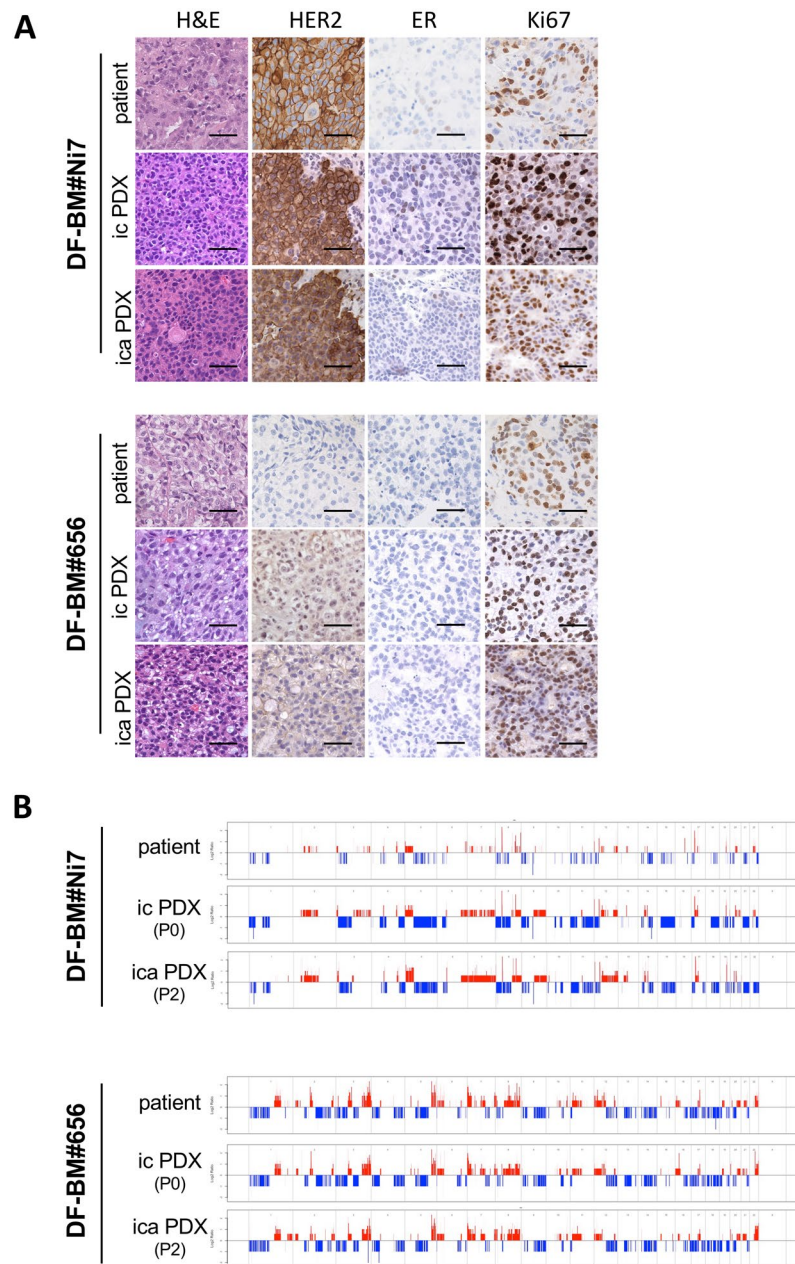 A
H&E HER2 ER Ki67
DF-BM#Ni7
patient
ic PDX
ica PDX
DF-BM#656
patient
ic PDX
ica PDX
B
DF-BM#Ni7
patient
ic PDX
(P0)
ica PDX
(P2)
DF-BM#656
patient
ic PDX
(P0)
ica PDX
(P2)